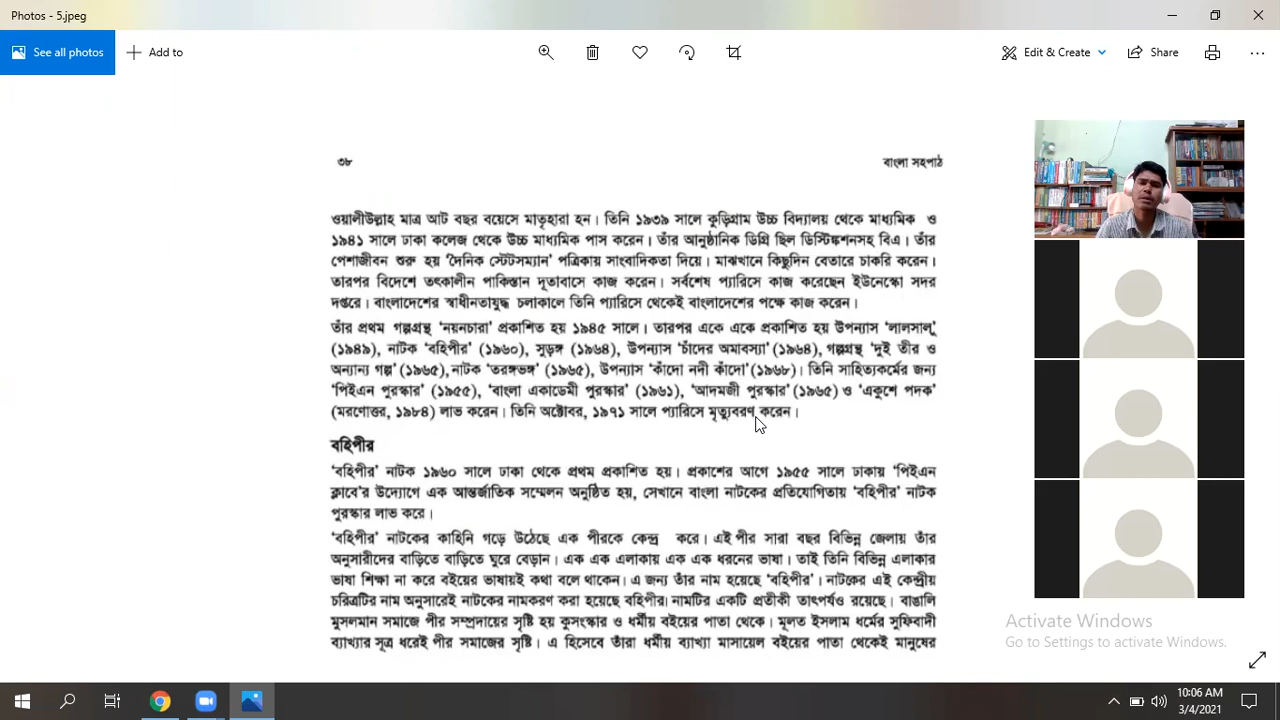 Photos - 5.jpeg
See all photos
Add to
Edit & Create
Share
৩৮
বাংলা সহপাঠ
ওয়ালীউল্লাহ মাত্র আট বছর বয়েসে মাতৃহারা হন। তিনি ১৯৩৯ সালে কুড়িগ্রাম উচ্চ বিদ্যালয় থেকে মাধ্যমিক ও
১৯৪১ সালে ঢাকা কলেজ থেকে উচ্চ মাধ্যমিক পাস করেন। তাঁর আনুষ্ঠানিক ডিগ্রি ছিল ডিস্টিঙ্কশনসহ বিএ। তাঁর
পেশাজীবন শুরু হয় ‘দৈনিক স্টেটসম্যান’ পত্রিকায় সাংবাদিকতা দিয়ে। মাঝখানে কিছুদিন বেতারে চাকরি করেন।
তারপর বিদেশে তৎকালীন পাকিস্তান দূতাবাসে কাজ করেন। সর্বশেষ প্যারিসে কাজ করেছেন ইউনেস্কো সদর
দপ্তরে। বাংলাদেশের স্বাধীনতাযুদ্ধ চলাকালে তিনি প্যারিসে থেকেই বাংলাদেশের পক্ষে কাজ করেন।
তাঁর প্রথম গল্পগ্রন্থ ‘নয়নচারা’ প্রকাশিত হয় ১৯৪৫ সালে। তারপর একে একে প্রকাশিত হয় উপন্যাস ‘লালসালু’
(১৯৪৯), নাটক ‘বহিপীর’ (১৯৬০), সুড়ঙ্গ (১৯৬৪), উপন্যাস ‘চাঁদের অমাবস্যা’ (১৯৬৪), গল্পগ্রন্থ ‘দুই তীর ও
অন্যান্য গল্প’ (১৯৬৫), নাটক ‘তরঙ্গভঙ্গ’ (১৯৬৫), উপন্যাস ‘কাঁদো নদী কাঁদো’ (১৯৬৮)। তিনি সাহিত্যকর্মের জন্য
‘পিইএন পুরস্কার’ (১৯৫৫), ‘বাংলা একাডেমী পুরস্কার’ (১৯৬১), ‘আদমজী পুরস্কার’ (১৯৬৫) ও ‘একুশে পদক’
(মরণোত্তর, ১৯৮৪) লাভ করেন। তিনি অক্টোবর, ১৯৭১ সালে প্যারিসে মৃত্যুবরণ করেন।
বহিপীর
‘বহিপীর’ নাটক ১৯৬০ সালে ঢাকা থেকে প্রথম প্রকাশিত হয়। প্রকাশের আগে ১৯৫৫ সালে ঢাকায় ‘পিইএন
ক্লাবে’র উদ্যোগে এক আন্তর্জাতিক সম্মেলন অনুষ্ঠিত হয়, সেখানে বাংলা নাটকের প্রতিযোগিতায় ‘বহিপীর’ নাটক
পুরস্কার লাভ করে।
‘বহিপীর’ নাটকের কাহিনি গড়ে উঠেছে এক পীরকে কেন্দ্র করে। এই পীর সারা বছর বিভিন্ন জেলায় তাঁর
অনুসারীদের বাড়িতে বাড়িতে ঘুরে বেড়ান। এক এক এলাকায় এক এক ধরনের ভাষা। তাই তিনি বিভিন্ন এলাকার
ভাষা শিক্ষা না করে বইয়ের ভাষায়ই কথা বলে থাকেন। এ জন্য তাঁর নাম হয়েছে ‘বহিপীর’। নাটকের এই কেন্দ্রীয়
চরিত্রটির নাম অনুসারেই নাটকের নামকরণ করা হয়েছে বহিপীর। নামটির একটি প্রতীকী তাৎপর্যও রয়েছে। বাঙালি
মুসলমান সমাজে পীর সম্প্রদায়ের সৃষ্টি হয় কুসংস্কার ও ধর্মীয় বইয়ের পাতা থেকে। মূলত ইসলাম ধর্মের সুফিবাদী
ব্যাখ্যার সূত্র ধরেই পীর সমাজের সৃষ্টি। এ হিসেবে তাঁরা ধর্মীয় ব্যাখ্যা মাসায়েল বইয়ের পাতা থেকেই মানুষের
Activate Windows
Go to Settings to activate Windows.
10:06 AM
3/4/2021